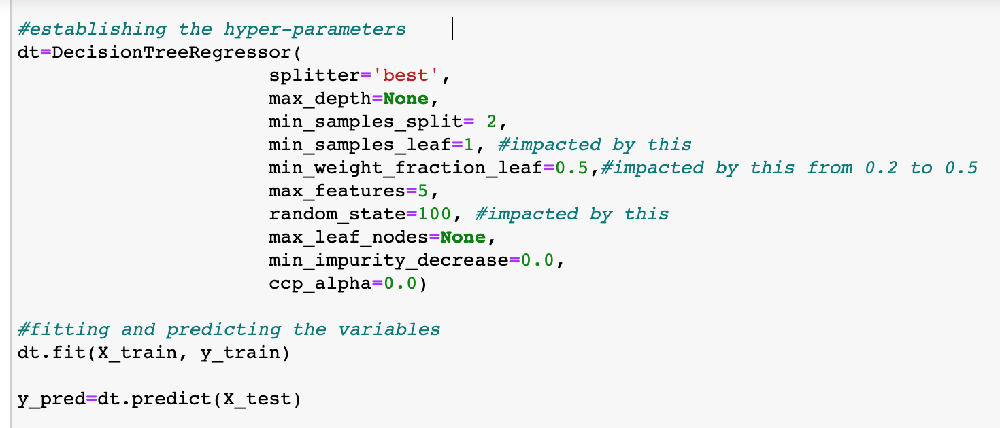 #establishing the hyper-parameters
dt=DecisionTreeRegressor(
splitter='best',
max_depth=None,
min_samples_split= 2,
min_samples_leaf=1, #impacted by this
min_weight_fraction_leaf=0.5,#impacted by this from 0.2 to 0.5
max_features=5,
random_state=100, #impacted by this
max_leaf_nodes=None,
min_impurity_decrease=0.0,
ccp_alpha=0.0)
#fitting and predicting the variables
dt.fit(X_train, y_train)
y_pred=dt.predict(X_test)